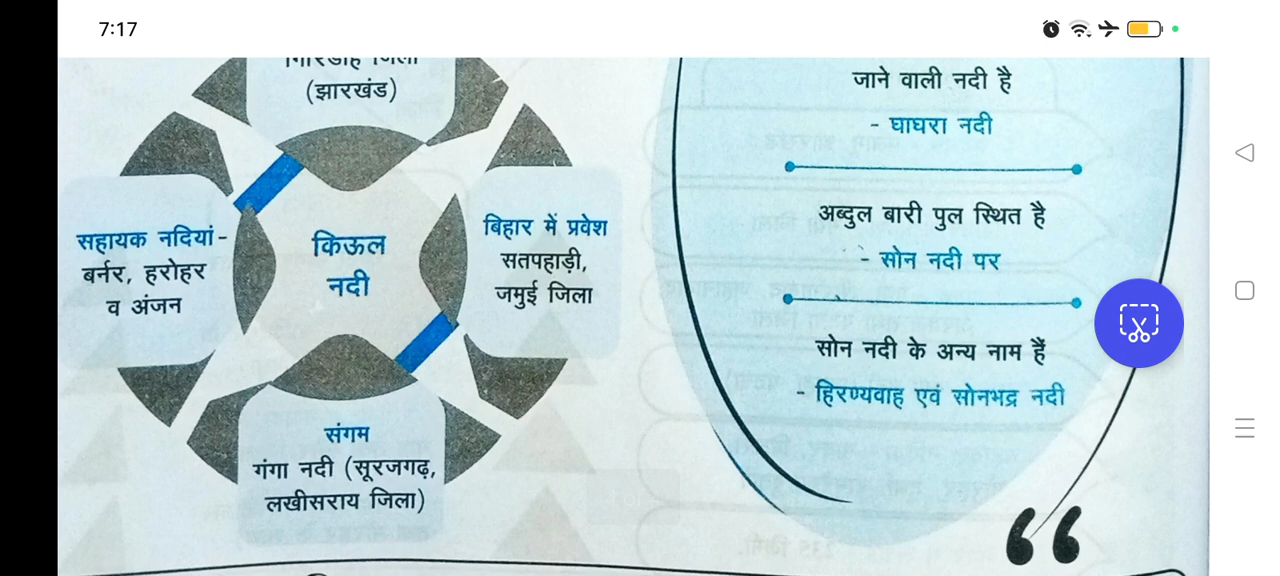 7:17
(झारखंड)
सहायक नदियां-
बर्नर, हरोहर
व अंजन
किऊल
नदी
बिहार में प्रवेश
सतपहाड़ी,
जमुई जिला
संगम
गंगा नदी (सूरजगढ़,
लखीसराय जिला)
जाने वाली नदी है
- घाघरा नदी
अब्दुल बारी पुल स्थित है
- सोन नदी पर
सोन नदी के अन्य नाम हैं
- हिरण्यवाह एवं सोनभद्र नदी